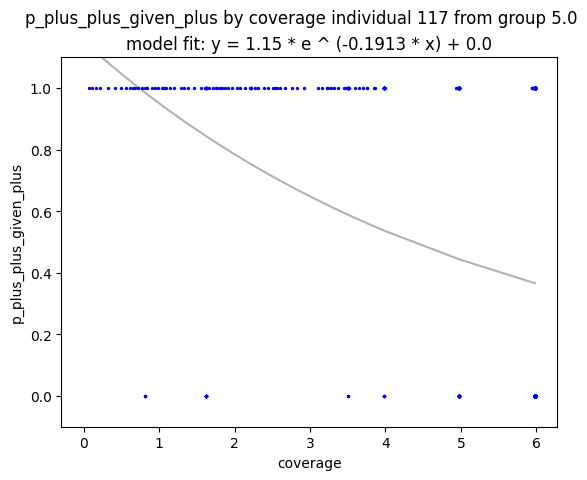 p_plus_plus_given_plus by coverage individual 117 from group 5.0
model fit: y = 1.15 * e ^ (-0.1913 * x) + 0.0
p_plus_plus_given_plus
1.0
0.8
0.6
0.4
0.2
0.0
0 1 2 3 4 5 6
coverage